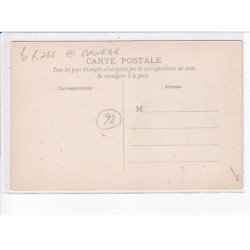 MANEGE
CARTE POSTALE
Tous les pays étrangers n'acceptent pas la correspondance au recto
Se renseigner à la poste
Correspondance
Adresse
M
92